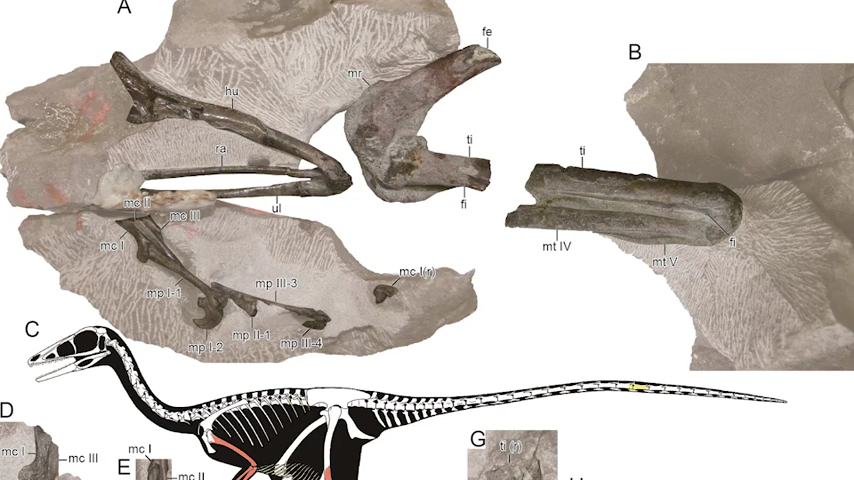 A
fe
B
mr
hu
ti
ti
ra
fi
mc II
mc III
ul
mc I
mt IV
mt V
fi
mc I(r)
mp III-3
mp I-1
mp I-2
mp II-1
mp III-4
C
D
mc I
mc III
E
mc I
mc II
G
ti (r)